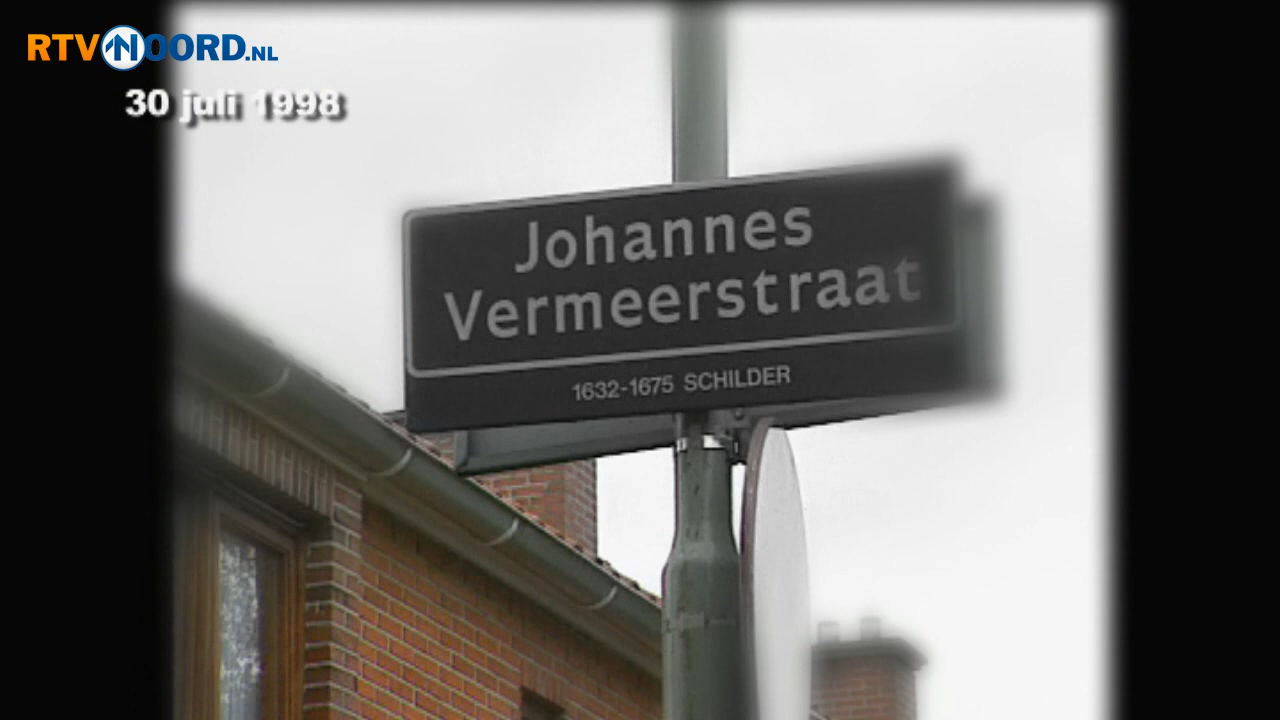 RTVNOORD.NL
30 juli 1998
Johannes
Vermeerstraat
1632-1675 SCHILDER